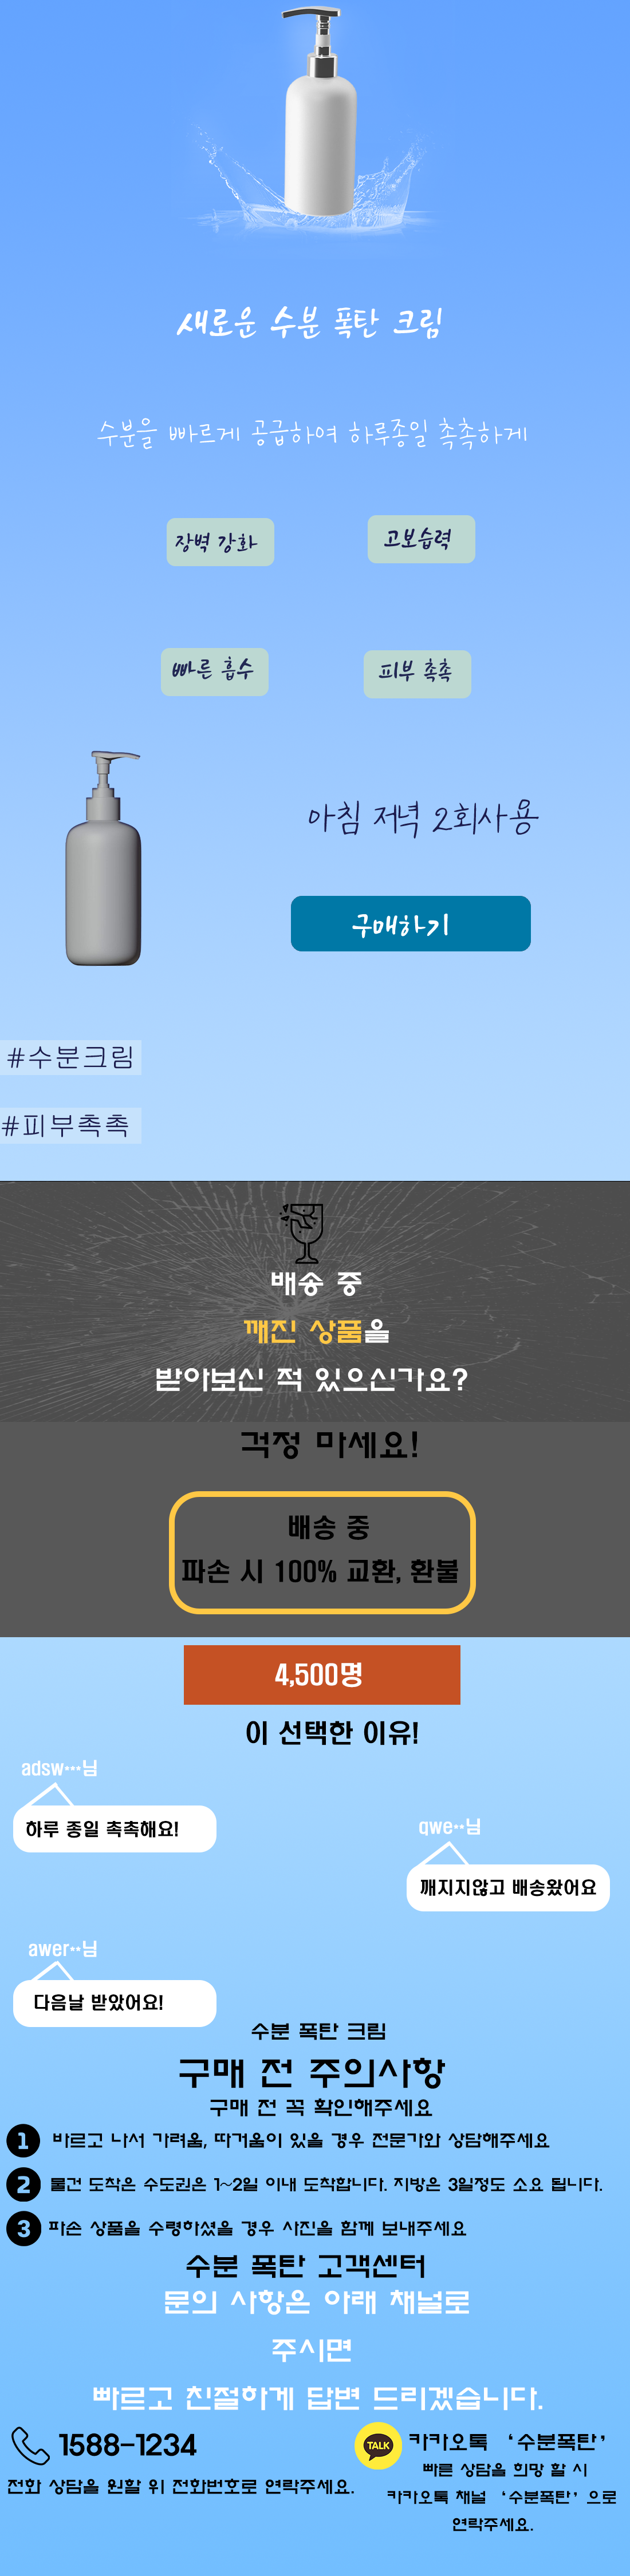 새로운 수분 폭탄 크림
수분을 빠르게 공급하여 하루종일 촉촉하게
장벽 강화
고보습력
빠른 흡수
피부 촉촉
아침 저녁 2회사용
구매하기
#수분크림
#피부촉촉
배송 중
깨진 상품을
받아보신 적 있으신가요?
걱정 마세요!
배송 중
파손 시 100% 교환, 환불
4,500명
이 선택한 이유!
adsw***님
하루 종일 촉촉해요!
qwe**님
깨지지않고 배송왔어요
awer**님
다음날 받았어요!
수분 폭탄 크림
구매 전 주의사항
구매 전 꼭 확인해주세요
1 바르고 나서 가려움, 따거움이 있을 경우 전문가와 상담해주세요
2 물건 도착은 수도권은 1~2일 이내 도착합니다. 지방은 3일정도 소요 됩니다.
3 파손 상품을 수령하셨을 경우 사진을 함께 보내주세요
수분 폭탄 고객센터
문의 사항은 아래 채널로
주시면
빠르고 친절하게 답변 드리겠습니다.
1588-1234
전화 상담을 원할 위 전화번호로 연락주세요.
TALK
카카오톡 ‘수분폭탄’
빠른 상담을 희망 할 시
카카오톡 채널 ‘수분폭탄’ 으로
연락주세요.